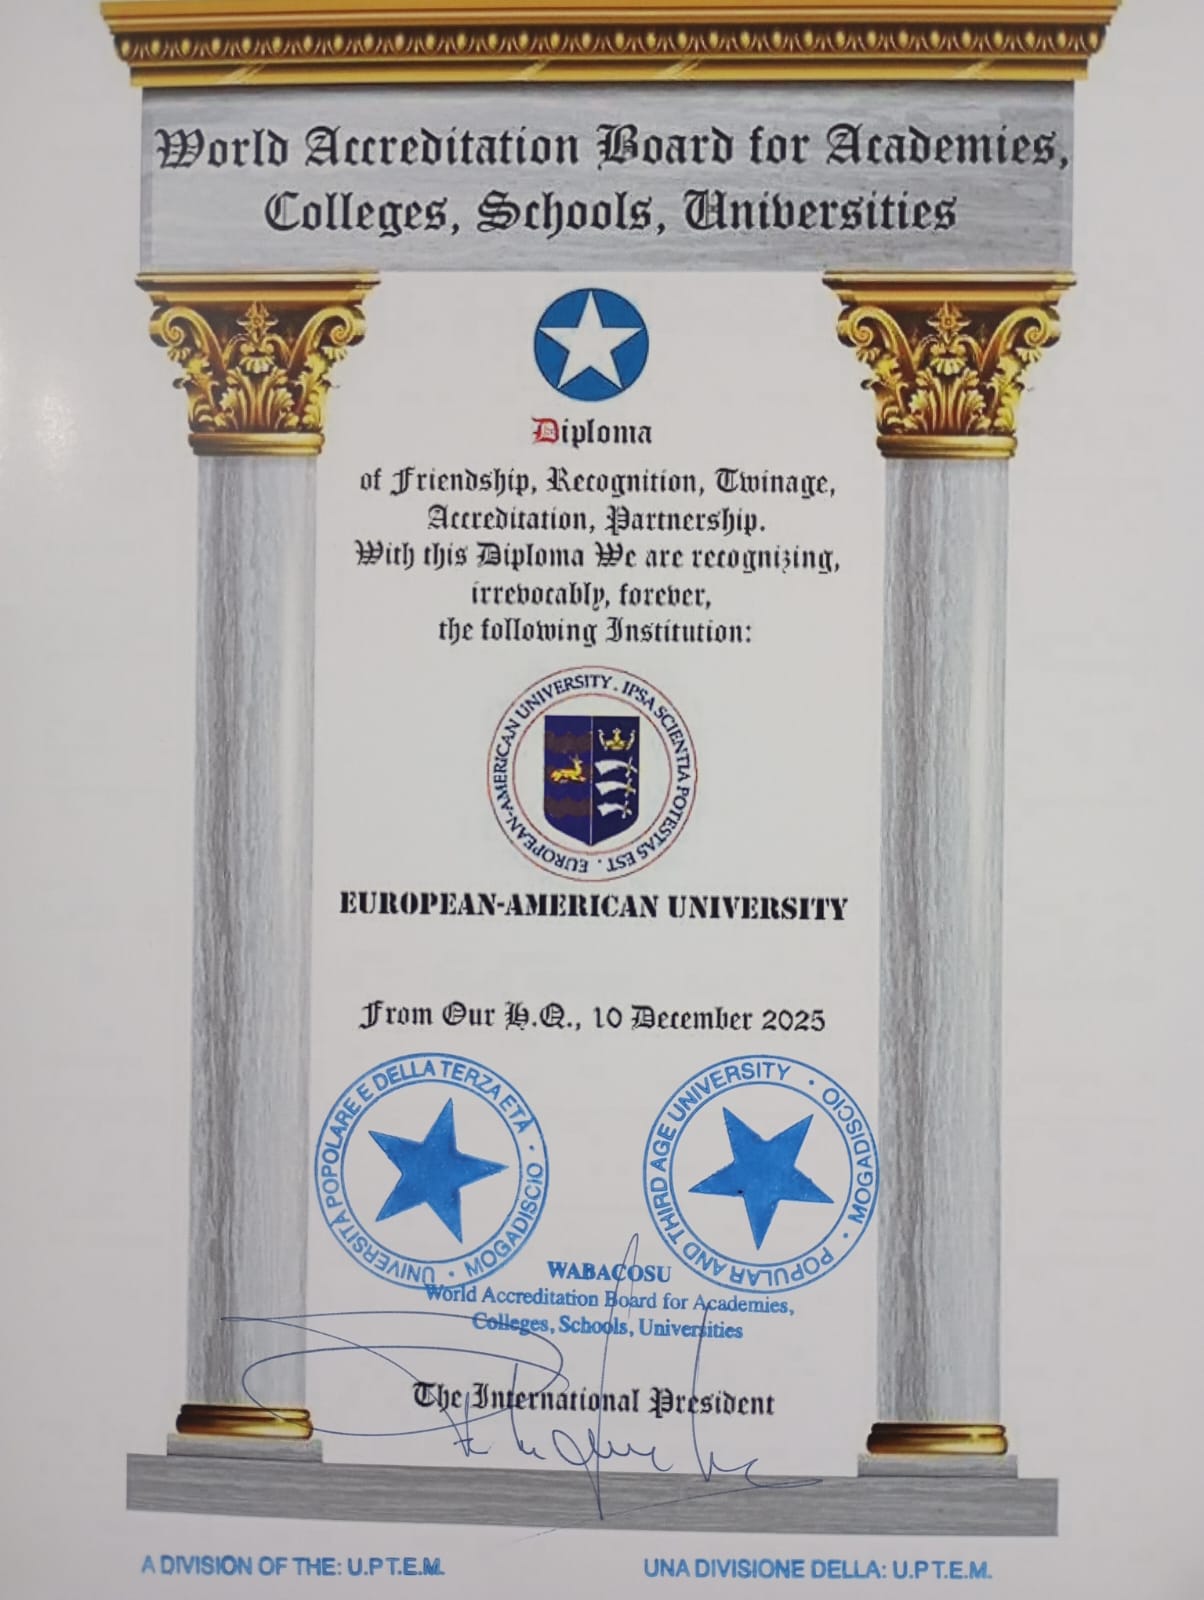 World Accreditation Board for Academies,
Colleges, Schools, Universities
Diploma
of Friendship, Recognition, Twinage,
Accreditation, Partnership.
With this Diploma We are recognizing,
irrevocably, forever,
the following Institution:
EUROPEAN-AMERICAN UNIVERSITY . IPSA SCIENTIA POTESTAS EST .
EUROPEAN-AMERICAN UNIVERSITY
From Our H.Q., 10 December 2025
UNIVERSITÀ POPOLARE E DELLA TERZA ETÀ · MOGADISCIO ·
POPULAR AND THIRD AGE UNIVERSITY · MOGADISCIO ·
WABACOSU
World Accreditation Board for Academies,
Colleges, Schools, Universities
The International President
A DIVISION OF THE: U.P.T.E.M.
UNA DIVISIONE DELLA: U.P.T.E.M.